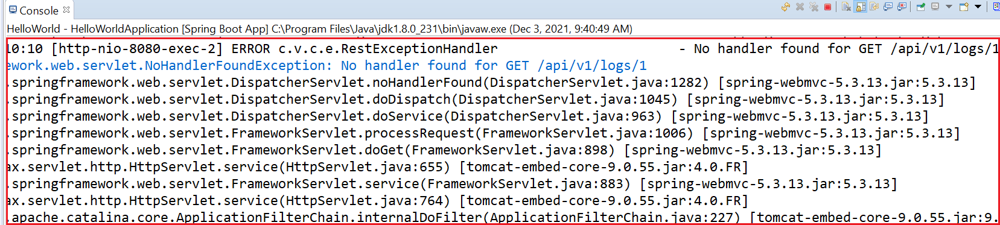 Console
HelloWorld - HelloWorldApplication [Spring Boot App] C:\Program Files\Java\jdk1.8.0_231\bin\javaw.exe (Dec 3, 2021, 9:40:49 AM)
10:10 [http-nio-8080-exec-2] ERROR c.v.c.e.RestExceptionHandler - No handler found for GET /api/v1/logs/1
ework.web.servlet.NoHandlerFoundException: No handler found for GET /api/v1/logs/1
.springframework.web.servlet.DispatcherServlet.noHandlerFound(DispatcherServlet.java:1282) [spring-webmvc-5.3.13.jar:5.3.13]
.springframework.web.servlet.DispatcherServlet.doDispatch(DispatcherServlet.java:1045) [spring-webmvc-5.3.13.jar:5.3.13]
.springframework.web.servlet.DispatcherServlet.doService(DispatcherServlet.java:963) [spring-webmvc-5.3.13.jar:5.3.13]
.springframework.web.servlet.FrameworkServlet.processRequest(FrameworkServlet.java:1006) [spring-webmvc-5.3.13.jar:5.3.13]
.springframework.web.servlet.FrameworkServlet.doGet(FrameworkServlet.java:898) [spring-webmvc-5.3.13.jar:5.3.13]
ax.servlet.http.HttpServlet.service(HttpServlet.java:655) [tomcat-embed-core-9.0.55.jar:4.0.FR]
.springframework.web.servlet.FrameworkServlet.service(FrameworkServlet.java:883) [spring-webmvc-5.3.13.jar:5.3.13]
ax.servlet.http.HttpServlet.service(HttpServlet.java:764) [tomcat-embed-core-9.0.55.jar:4.0.FR]
.apache.catalina.core.ApplicationFilterChain.internalDoFilter(ApplicationFilterChain.java:227) [tomcat-embed-core-9.0.55.jar:9.